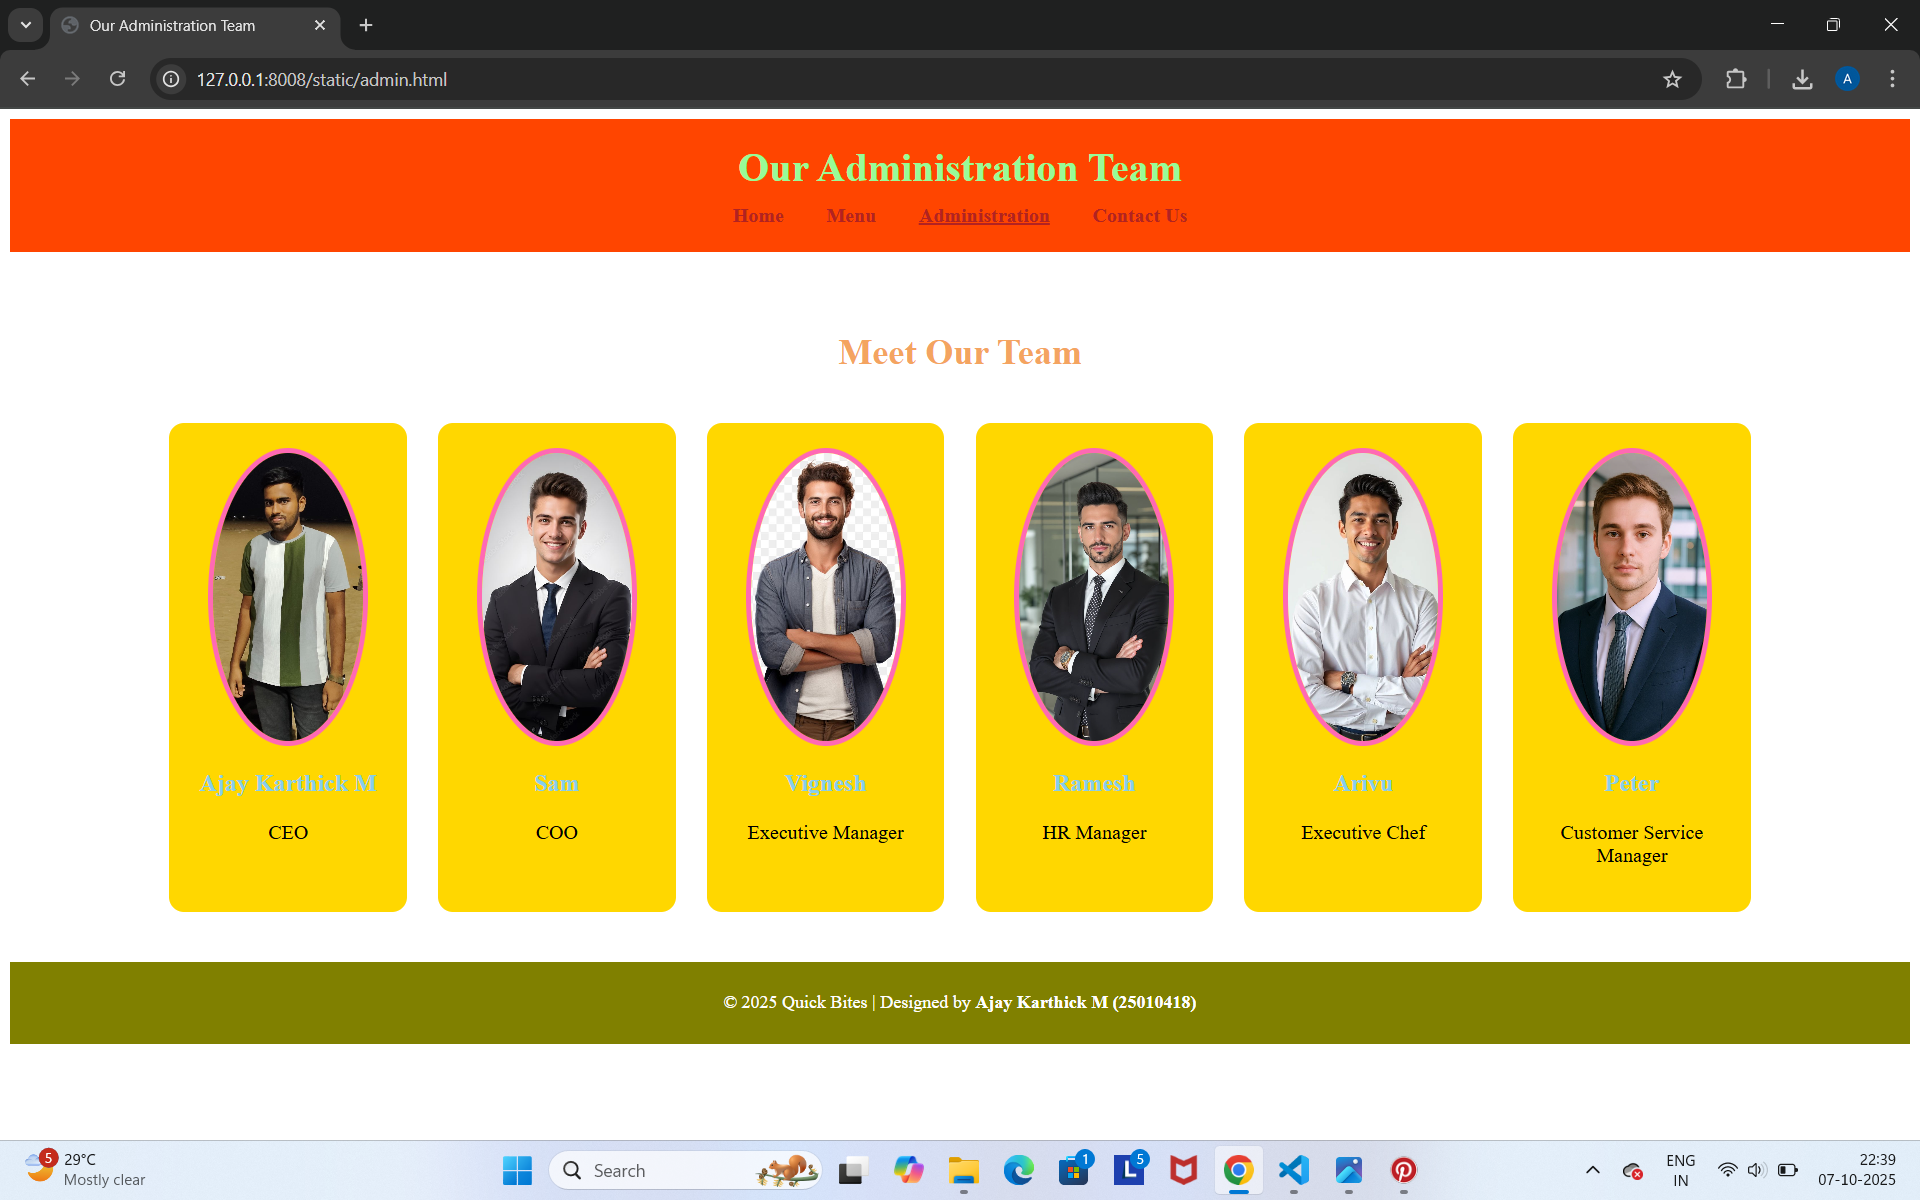 Our Administration Team
127.0.0.1:8008/static/admin.html
A
Our Administration Team
Home Menu Administration Contact Us
Meet Our Team
Ajay Karthick M Sam Vignesh Ramesh Arivu Peter
CEO COO Executive Manager HR Manager Executive Chef Customer Service
Manager
© 2025 Quick Bites | Designed by Ajay Karthick M (25010418)
5 29°C
Mostly clear
Search
1
L 5
ENG
IN
22:39
07-10-2025